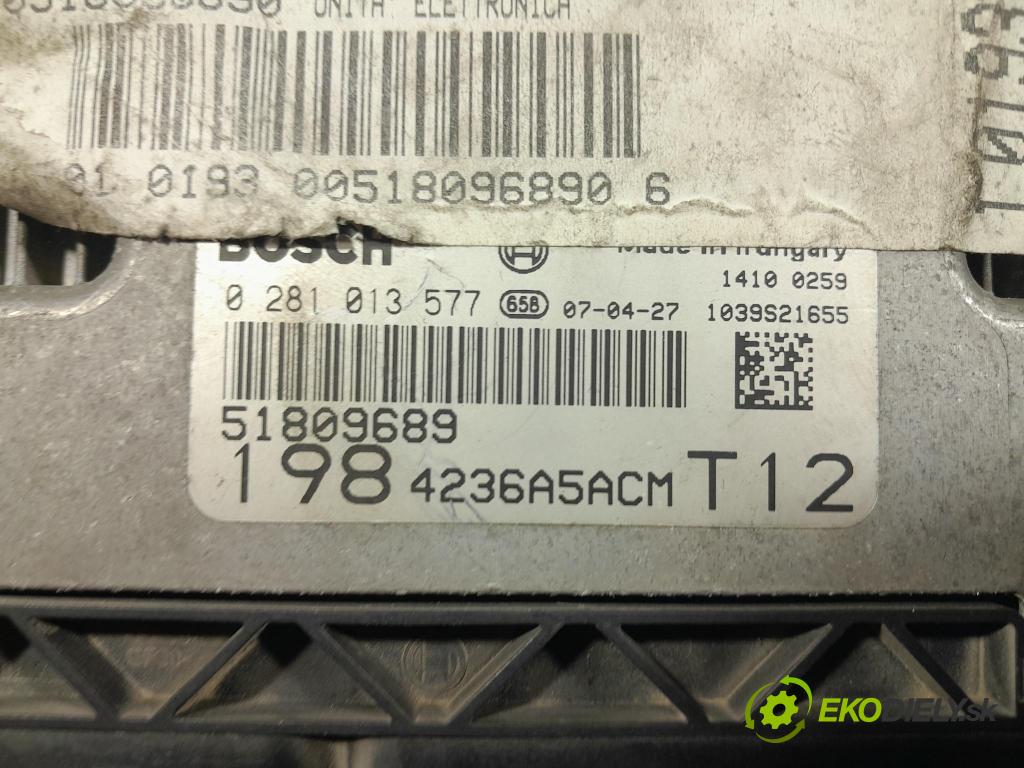 UNITA ELETTRONICA
01 0193 00518096890 6
T0193
BOSCH Made in Hungary
1410 0259
0 281 013 577 658 07-04-27 1039S21655
51809689
198 4236A5ACM T12
EKODIELY.sk